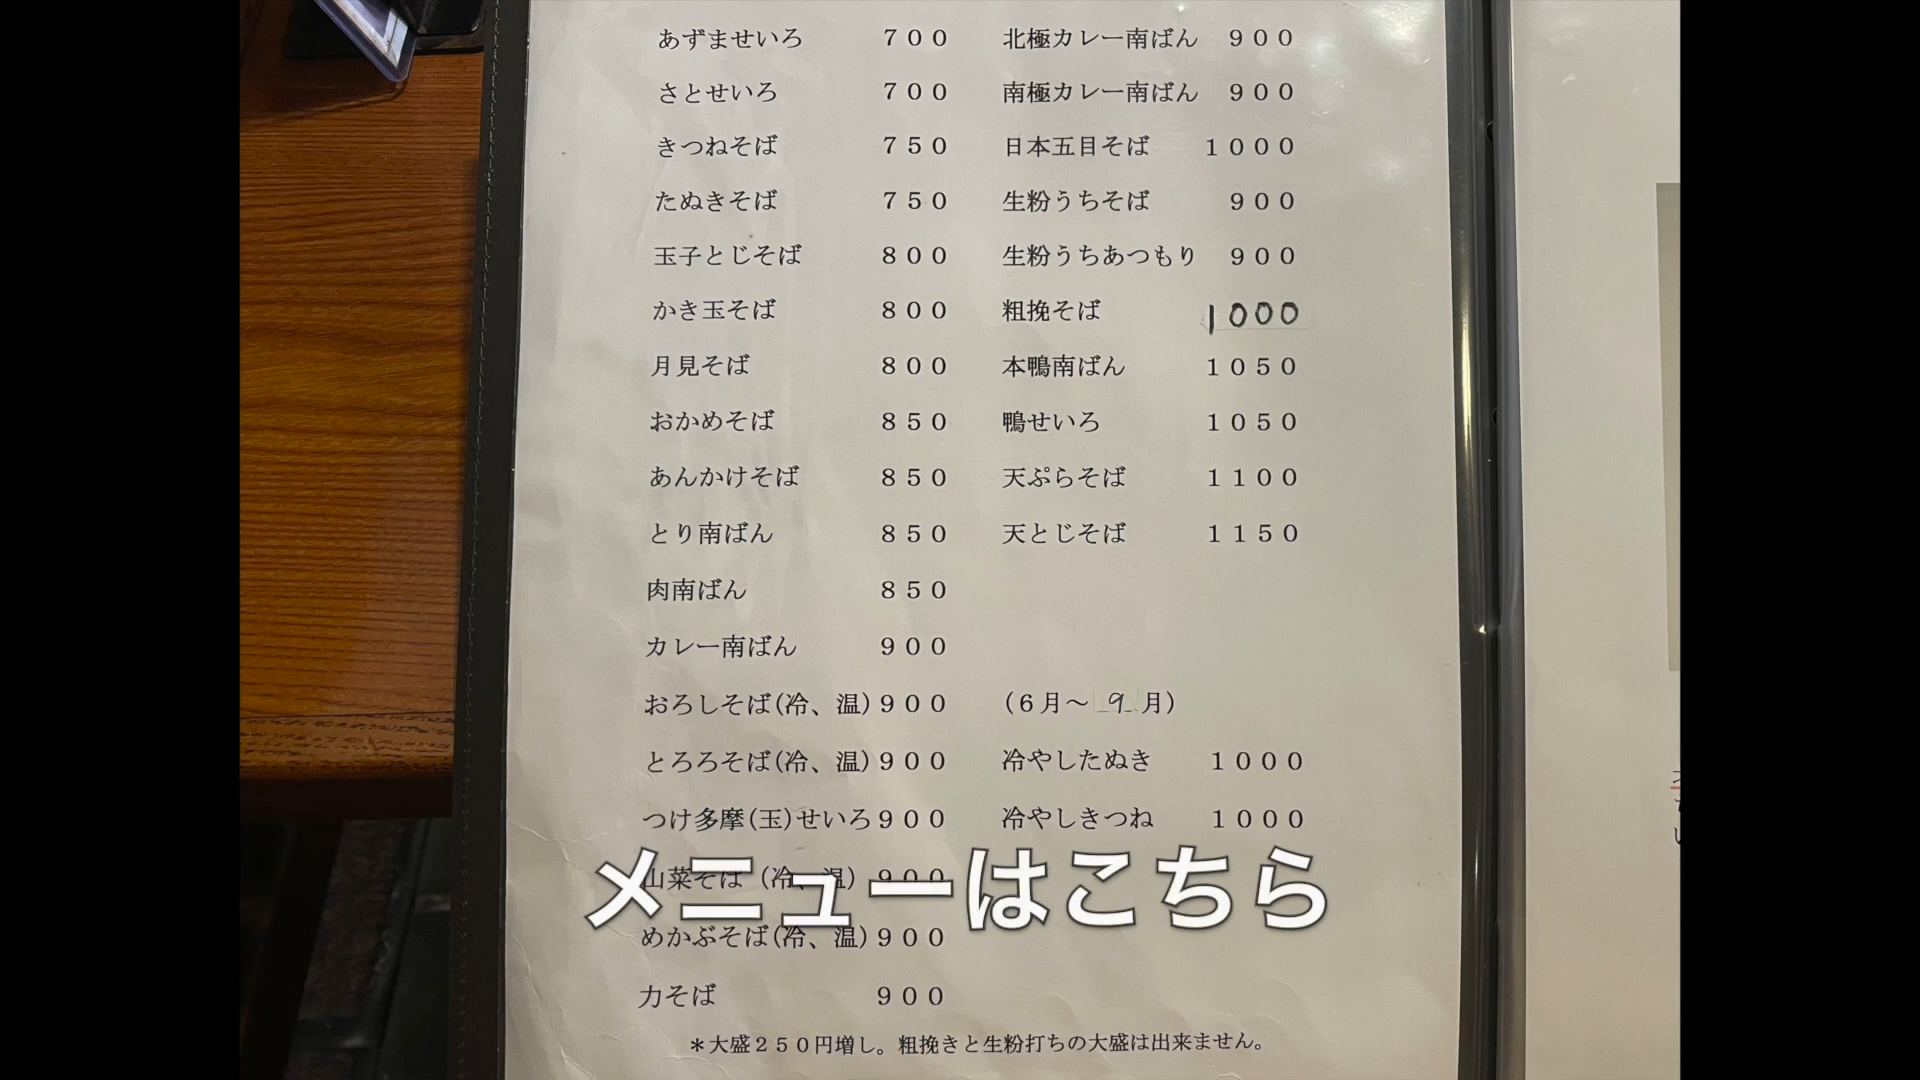 あずませいろ 700
さとせいろ 700
きつねそば 750
たぬきそば 750
玉子とじそば 800
かき玉そば 800
月見そば 800
おかめそば 850
あんかけそば 850
とり南ばん 850
肉南ばん 850
カレー南ばん 900
おろしそば(冷、温) 900
とろろそば(冷、温) 900
つけ多摩(玉)せいろ 900
山菜そば (冷、温) 900
めかぶそば(冷、温) 900
力そば 900
北極カレー南ばん 900
南極カレー南ばん 900
日本五目そば 1000
生粉うちそば 900
生粉うちあつもり 900
粗挽そば 1000
本鴨南ばん 1050
鴨せいろ 1050
天ぷらそば 1100
天とじそば 1150
(6月～9月)
冷やしたぬき 1000
冷やしきつね 1000
＊大盛250円増し。粗挽きと生粉打ちの大盛は出来ません。
メニューはこちら